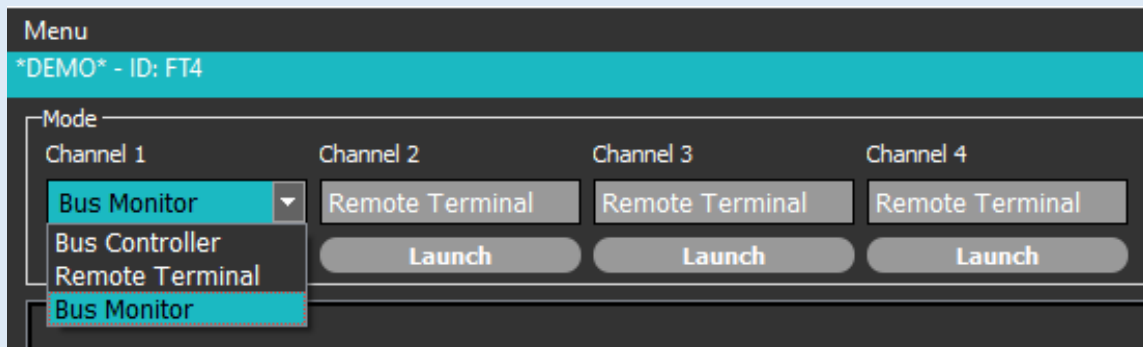 Menu
*DEMO* - ID: FT4
Mode
Channel 1 Channel 2 Channel 3 Channel 4
Bus Monitor Remote Terminal Remote Terminal Remote Terminal
Bus Controller
Launch Launch Launch
Remote Terminal
Bus Monitor